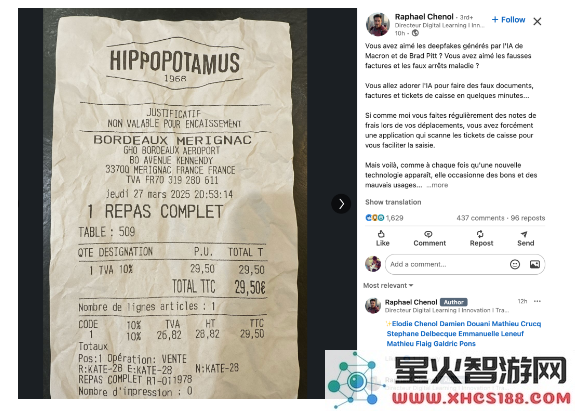 HIPPOPOTAMUS
1968
JUSTIFICATIF
NON VALABLE POUR ENCAISSEMENT
BORDEAUX MERIGNAC
GHO BORDEAUX AEROPORT
BO AVENUE KENNENDY
33700 MERIGNAC FRANCE FRANCE
TVA FR70 319 280 611
jeudi 27 mars 2025 20:53:14
1 REPAS COMPLET
TABLE : 509
QTE DESIGNATION P.U. TOTAL T
1 TVA 10% 29,50 29,50
TOTAL TTC 29,50€
Nombre de lignes articles : 1
CODE 10% TVA HT TTC
1 10% 26,82 28,82 29,50
Totaux
Pos:1 Opération: VENTE
R:KATE-28 E:KATE-28 N:KATE-28
REPAS COMPLET R1-011978
Nombre d'impression : 0
Raphael Chenol · 3rd+
Directeur Digital Learning I Inn...
10h ·
+ Follow
Vous avez aimé les deepfakes générés par l'IA de
Macron et de Brad Pitt ? Vous avez aimé les fausses
factures et les faux arrêts maladie ?
Vous allez adorer l'IA pour faire des faux documents,
factures et tickets de caisse en quelques minutes...
Si comme moi vous faites régulièrement des notes de
frais lors de vos déplacements, vous avez forcément
une application qui scanne les tickets de caisse pour
vous faciliter la saisie.
Mais voilà, comme à chaque fois qu'une nouvelle
technologie apparaît, elle occasionne des bons et des
mauvais usages... ...more
Show translation
1,629
437 comments · 96 reposts
Like
Comment
Repost
Send
Add a comment...
Most relevant
Raphael Chenol Author
12h
Directeur Digital Learning I Innovation I Tra...
Elodie Chenol Damien Douani Mathieu Crucq
Stephane Delbecque Emmanuelle Leneuf
Mathieu Flaig Galdric Pons
星火智游网
www.xhcs188.com